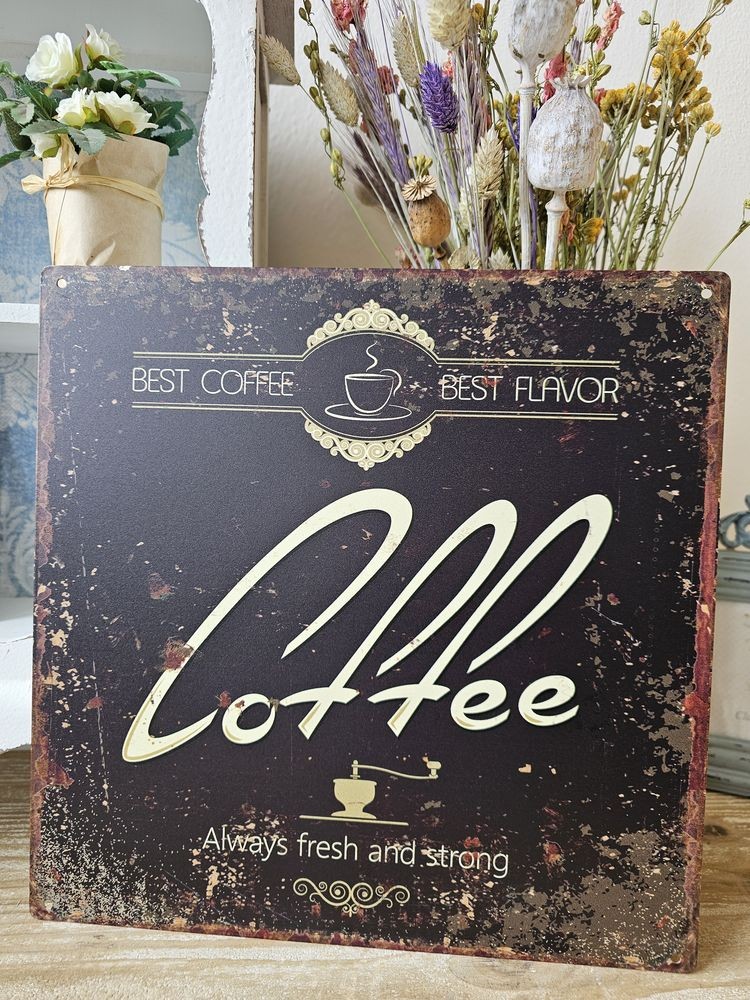 BEST COFFEE BEST FLAVOR
Coffee
Always fresh and strong